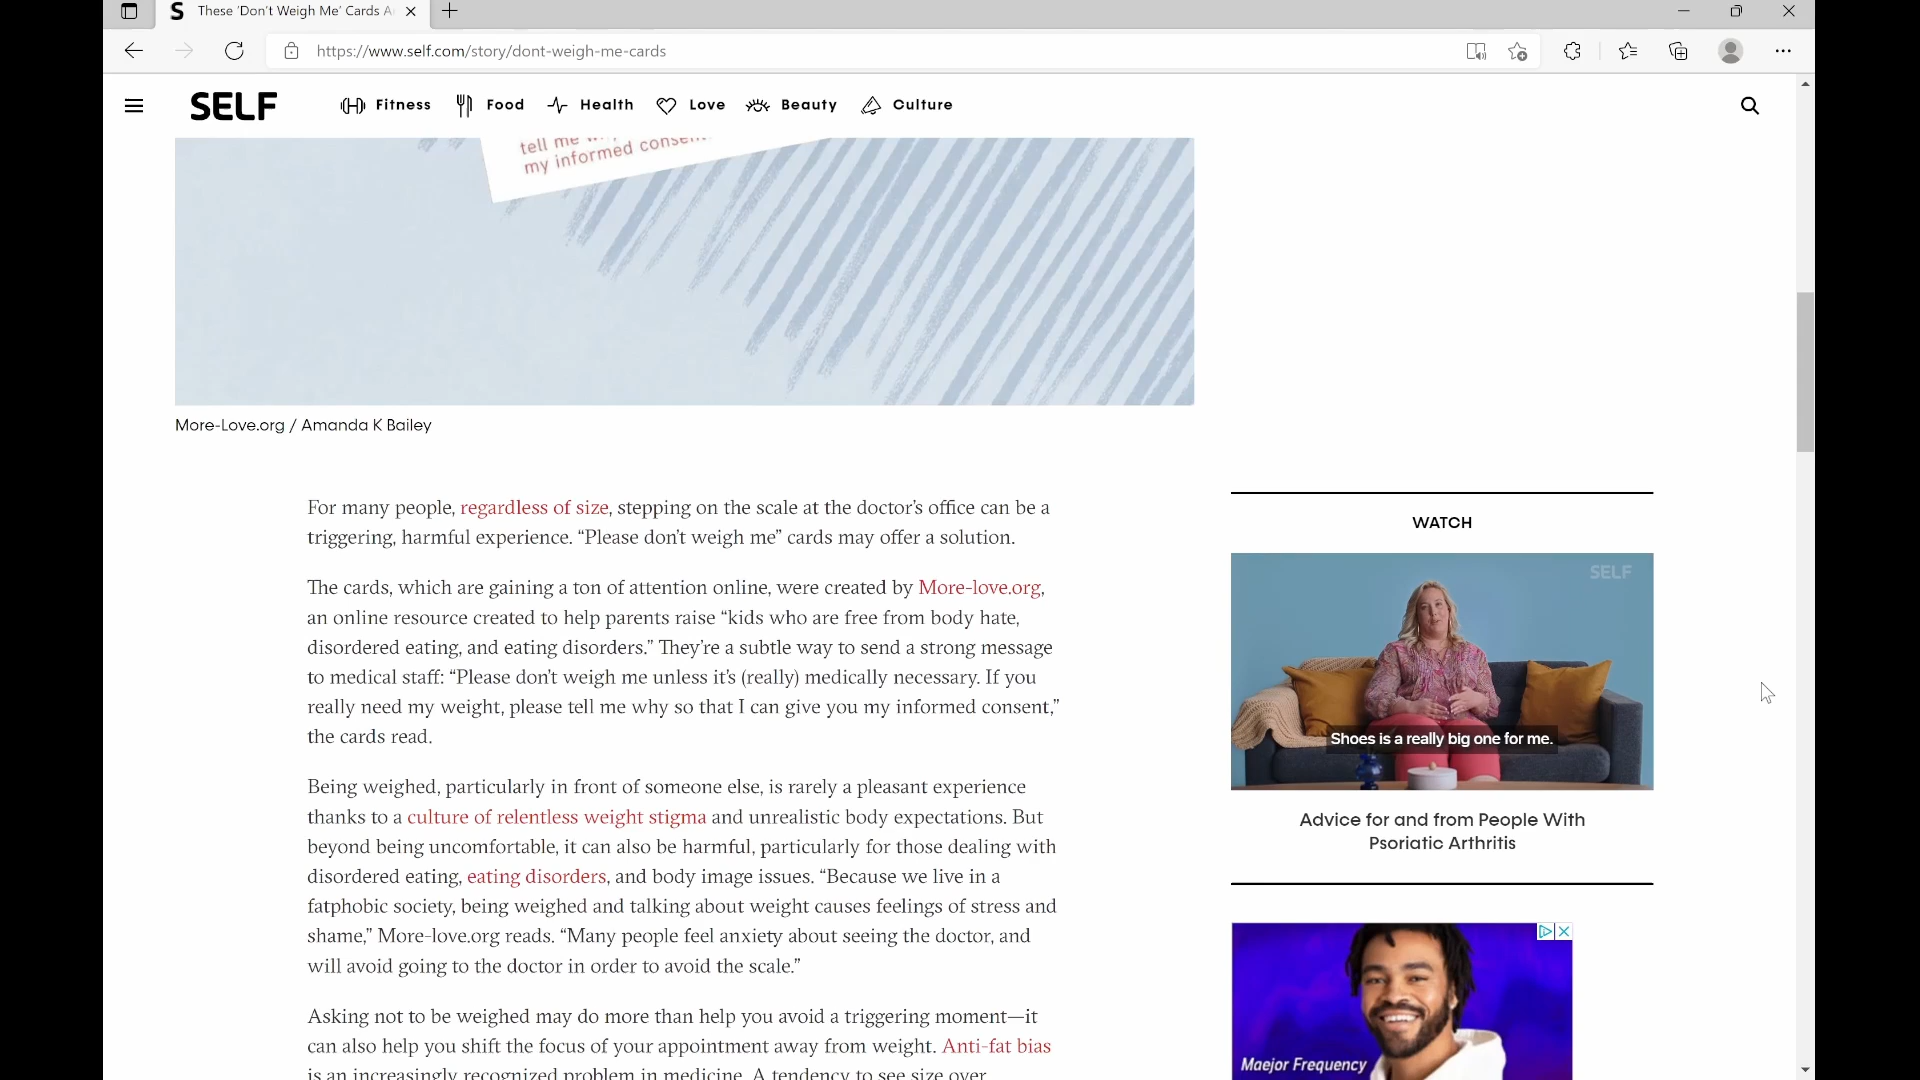 These 'Don't Weigh Me' Cards A
https://www.self.com/story/dont-weigh-me-cards
SELF
Fitness
Food
Health
Love
Beauty
Culture
tell me
my informed consent
More-Love.org / Amanda K Bailey
For many people, regardless of size, stepping on the scale at the doctor’s office can be a
triggering, harmful experience. “Please don’t weigh me” cards may offer a solution.
The cards, which are gaining a ton of attention online, were created by More-love.org,
an online resource created to help parents raise “kids who are free from body hate,
disordered eating, and eating disorders.” They’re a subtle way to send a strong message
to medical staff: “Please don’t weigh me unless it’s (really) medically necessary. If you
really need my weight, please tell me why so that I can give you my informed consent,”
the cards read.
Being weighed, particularly in front of someone else, is rarely a pleasant experience
thanks to a culture of relentless weight stigma and unrealistic body expectations. But
beyond being uncomfortable, it can also be harmful, particularly for those dealing with
disordered eating, eating disorders, and body image issues. “Because we live in a
fatphobic society, being weighed and talking about weight causes feelings of stress and
shame,” More-love.org reads. “Many people feel anxiety about seeing the doctor, and
will avoid going to the doctor in order to avoid the scale.”
Asking not to be weighed may do more than help you avoid a triggering moment—it
can also help you shift the focus of your appointment away from weight. Anti-fat bias
is an increasingly recognized problem in medicine. A tendency to see size over
WATCH
SELF
Shoes is a really big one for me.
Advice for and from People With
Psoriatic Arthritis
Maejor Frequency